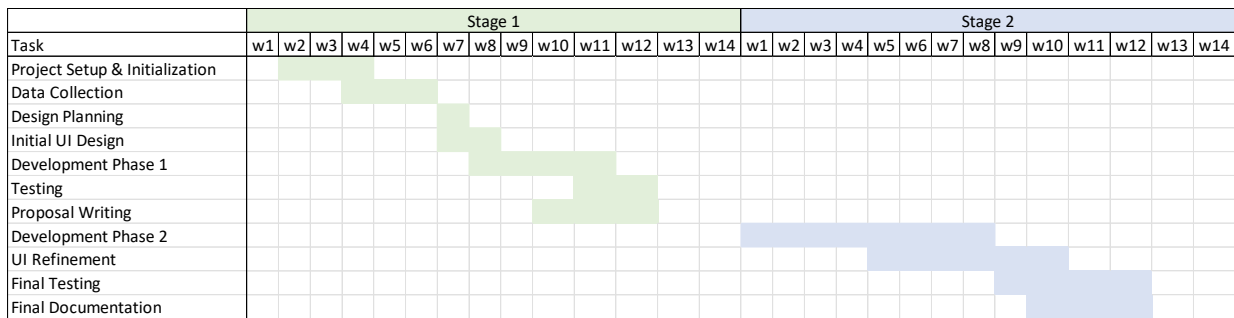 Stage 1 Stage 2
Task w1 w2 w3 w4 w5 w6 w7 w8 w9 w10 w11 w12 w13 w14 w1 w2 w3 w4 w5 w6 w7 w8 w9 w10 w11 w12 w13 w14
Project Setup & Initialization
Data Collection
Design Planning
Initial UI Design
Development Phase 1
Testing
Proposal Writing
Development Phase 2
UI Refinement
Final Testing
Final Documentation